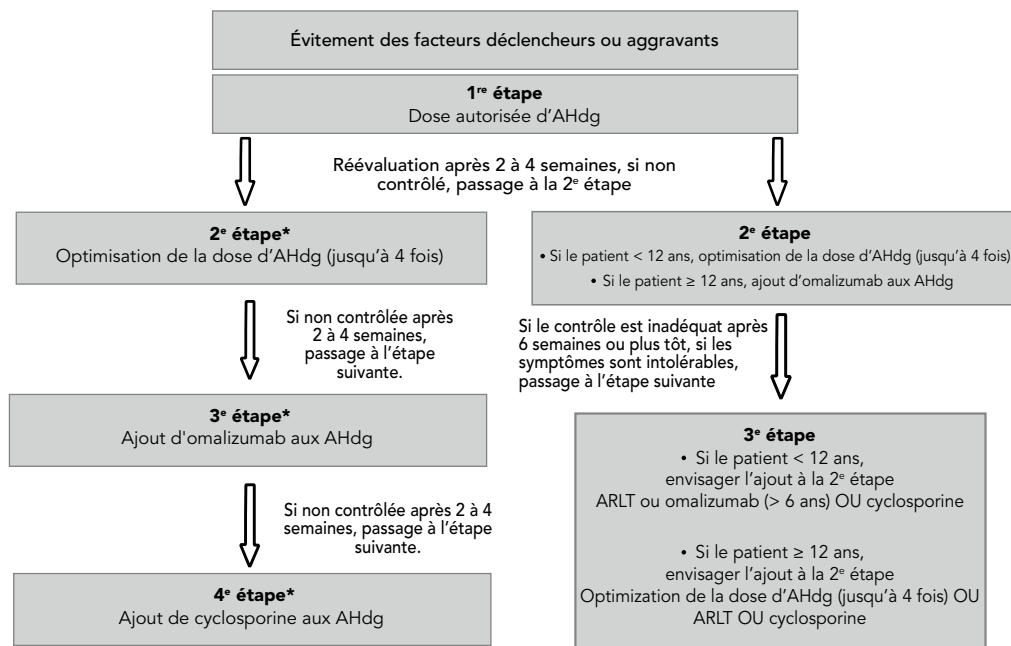 Évitement des facteurs déclencheurs ou aggravants
1re étape
Dose autorisée d’AHdg
Réévaluation après 2 à 4 semaines, si non
contrôlé, passage à la 2e étape
2e étape*
Optimisation de la dose d’AHdg (jusqu’à 4 fois)
Si non contrôlée après
2 à 4 semaines,
passage à l’étape
suivante.
3e étape*
Ajout d'omalizumab aux AHdg
Si non contrôlée après 2 à 4
semaines, passage à l’étape
suivante.
4e étape*
Ajout de cyclosporine aux AHdg
2e étape
• Si le patient < 12 ans, optimisation de la dose d’AHdg (jusqu’à 4 fois)
• Si le patient ≥ 12 ans, ajout d’omalizumab aux AHdg
Si le contrôle est inadéquat après
6 semaines ou plus tôt, si les
symptômes sont intolérables,
passage à l’étape suivante
3e étape
• Si le patient < 12 ans,
envisager l’ajout à la 2e étape
ARLT ou omalizumab (> 6 ans) OU cyclosporine
• Si le patient ≥ 12 ans,
envisager l’ajout à la 2e étape
Optimization de la dose d’AHdg (jusqu’à 4 fois) OU
ARLT OU cyclosporine